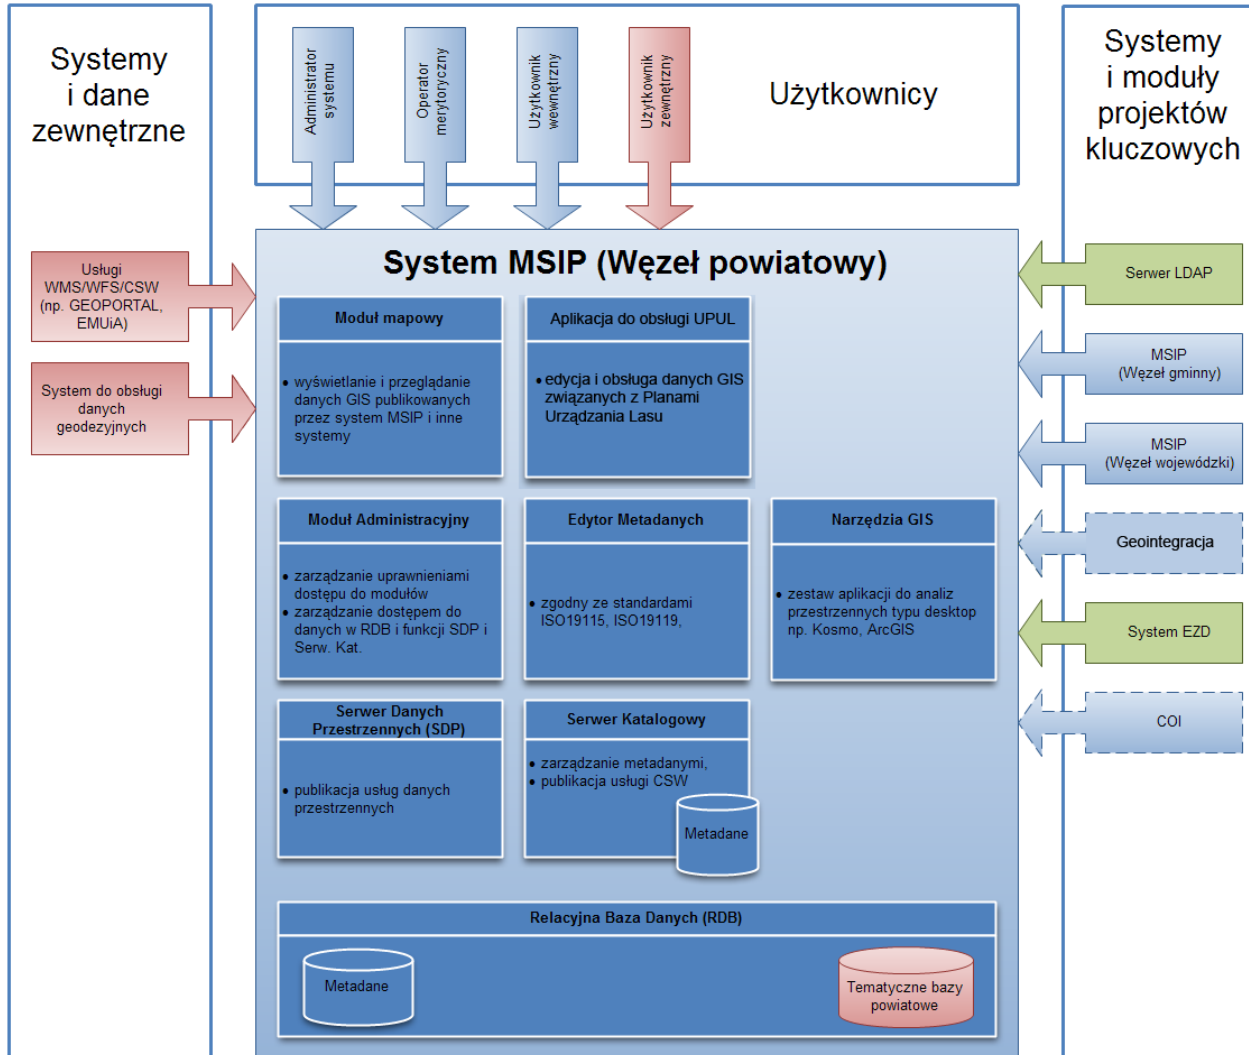 Systemy
i dane
zewnętrzne
Administrator
systemu
Operator
merytoryczny
Użytkownik
wewnętrzny
Użytkownik
zewnętrzny
Użytkownicy
Systemy
i moduły
projektów
kluczowych
Usługi
WMS/WFS/CSW
(np. GEOPORTAL,
EMUiA)
System do obsługi
danych
geodezyjnych
System MSIP (Węzeł powiatowy)
Moduł mapowy
• wyświetlanie i przeglądanie
danych GIS publikowanych
przez system MSIP i inne
systemy
Aplikacja do obsługi UPUL
• edycja i obsługa danych GIS
związanych z Planami
Urządzania Lasu
Moduł Administracyjny
• zarządzanie uprawnieniami
dostępu do modułów
• zarządzanie dostępem do
danych w RDB i funkcji SDP i
Serw. Kat.
Edytor Metadanych
• zgodny ze standardami
ISO19115, ISO19119,
Narzędzia GIS
• zestaw aplikacji do analiz
przestrzennych typu desktop
np. Kosmo, ArcGIS
Serwer Danych
Przestrzennych (SDP)
• publikacja usług danych
przestrzennych
Serwer Katalogowy
• zarządzanie metadanymi,
• publikacja usługi CSW
Metadane
Relacyjna Baza Danych (RDB)
Metadane
Tematyczne bazy
powiatowe
Serwer LDAP
MSIP
(Węzeł gminny)
MSIP
(Węzeł wojewódzki)
Geointegracja
System EZD
COI